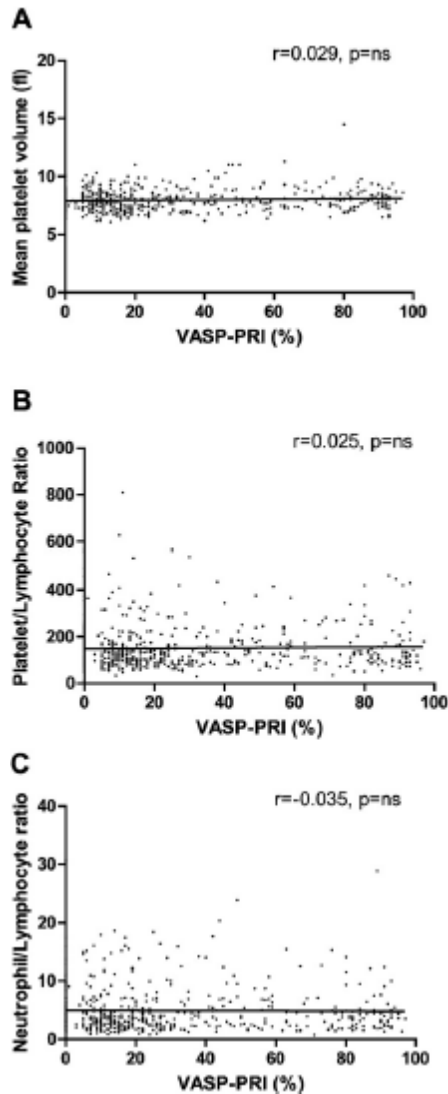 A
r=0.029, p=ns
20
15
10
5
0
Mean platelet volume (fl)
0 20 40 60 80 100
VASP-PRI (%)
B
r=0.025, p=ns
1000
800
600
400
200
0
Platelet/Lymphocyte Ratio
0 20 40 60 80 100
VASP-PRI (%)
C
r=-0.035, p=ns
40
30
20
10
0
Neutrophil/Lymphocyte ratio
0 20 40 60 80 100
VASP-PRI (%)